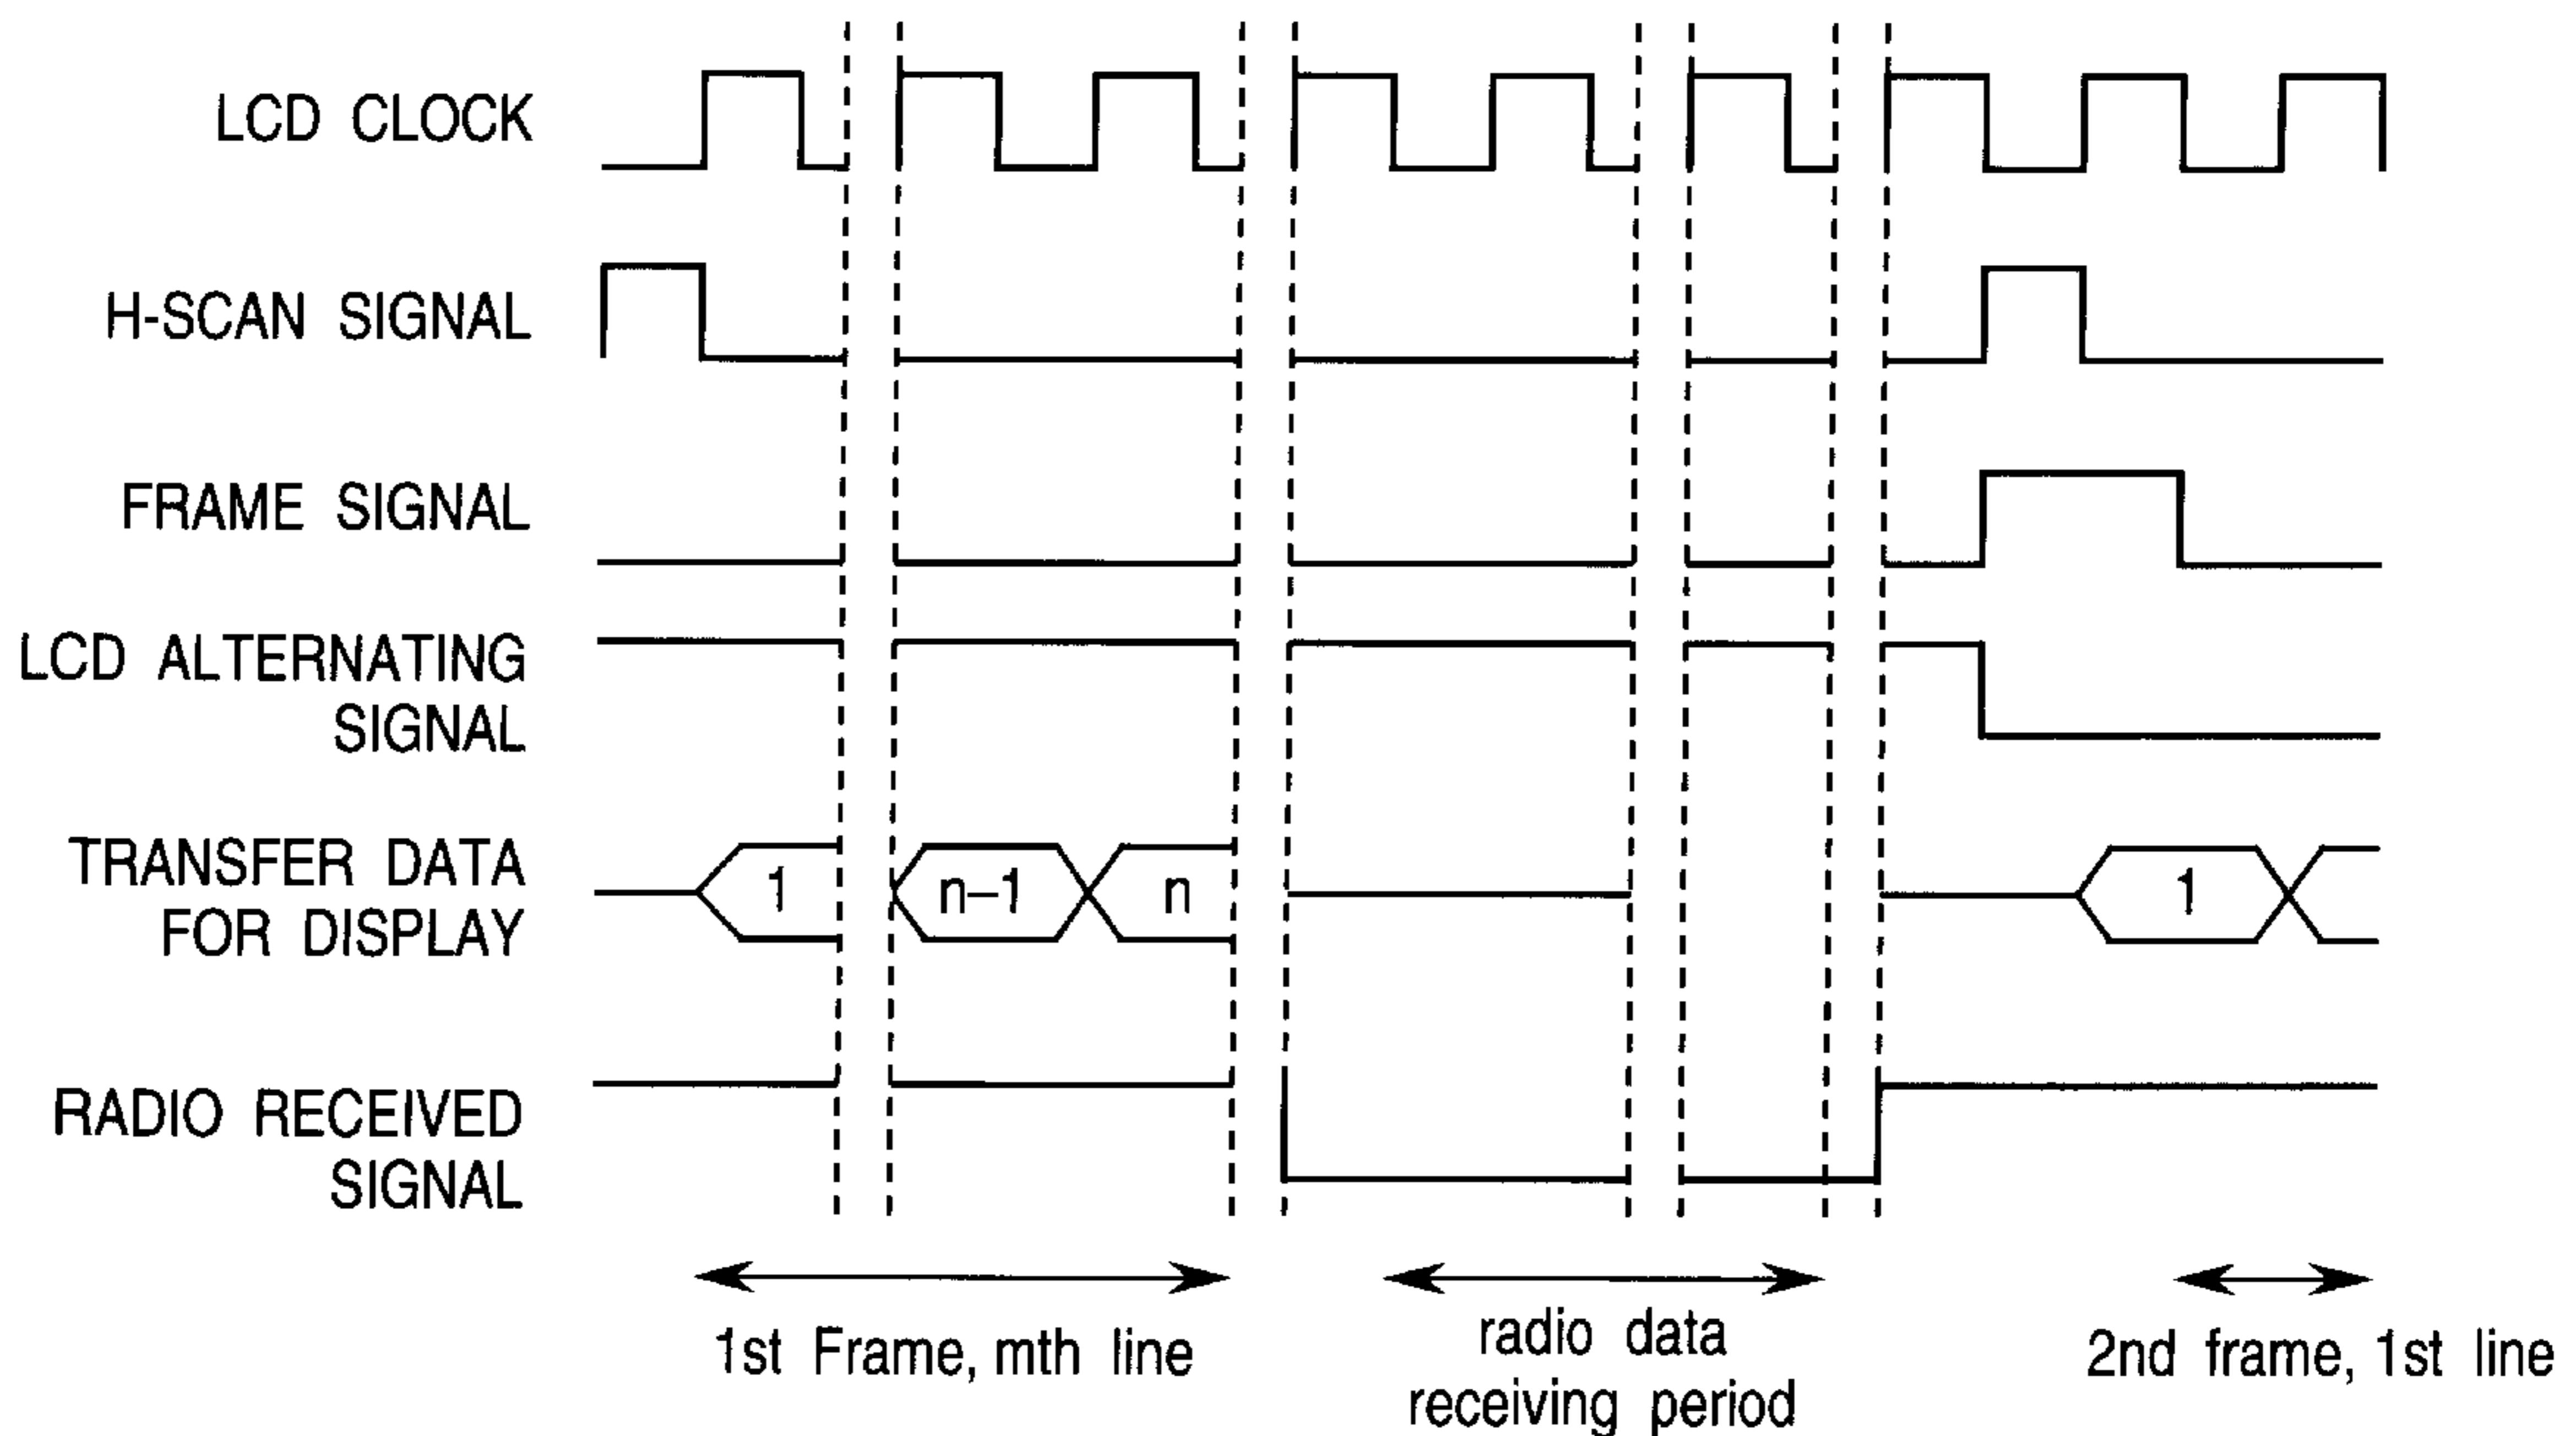 LCD CLOCK
H-SCAN SIGNAL
FRAME SIGNAL
LCD ALTERNATING
SIGNAL
TRANSFER DATA
FOR DISPLAY
1
n–1
n
1
RADIO RECEIVED
SIGNAL
1st Frame, mth line
radio data
receiving period
2nd frame, 1st line